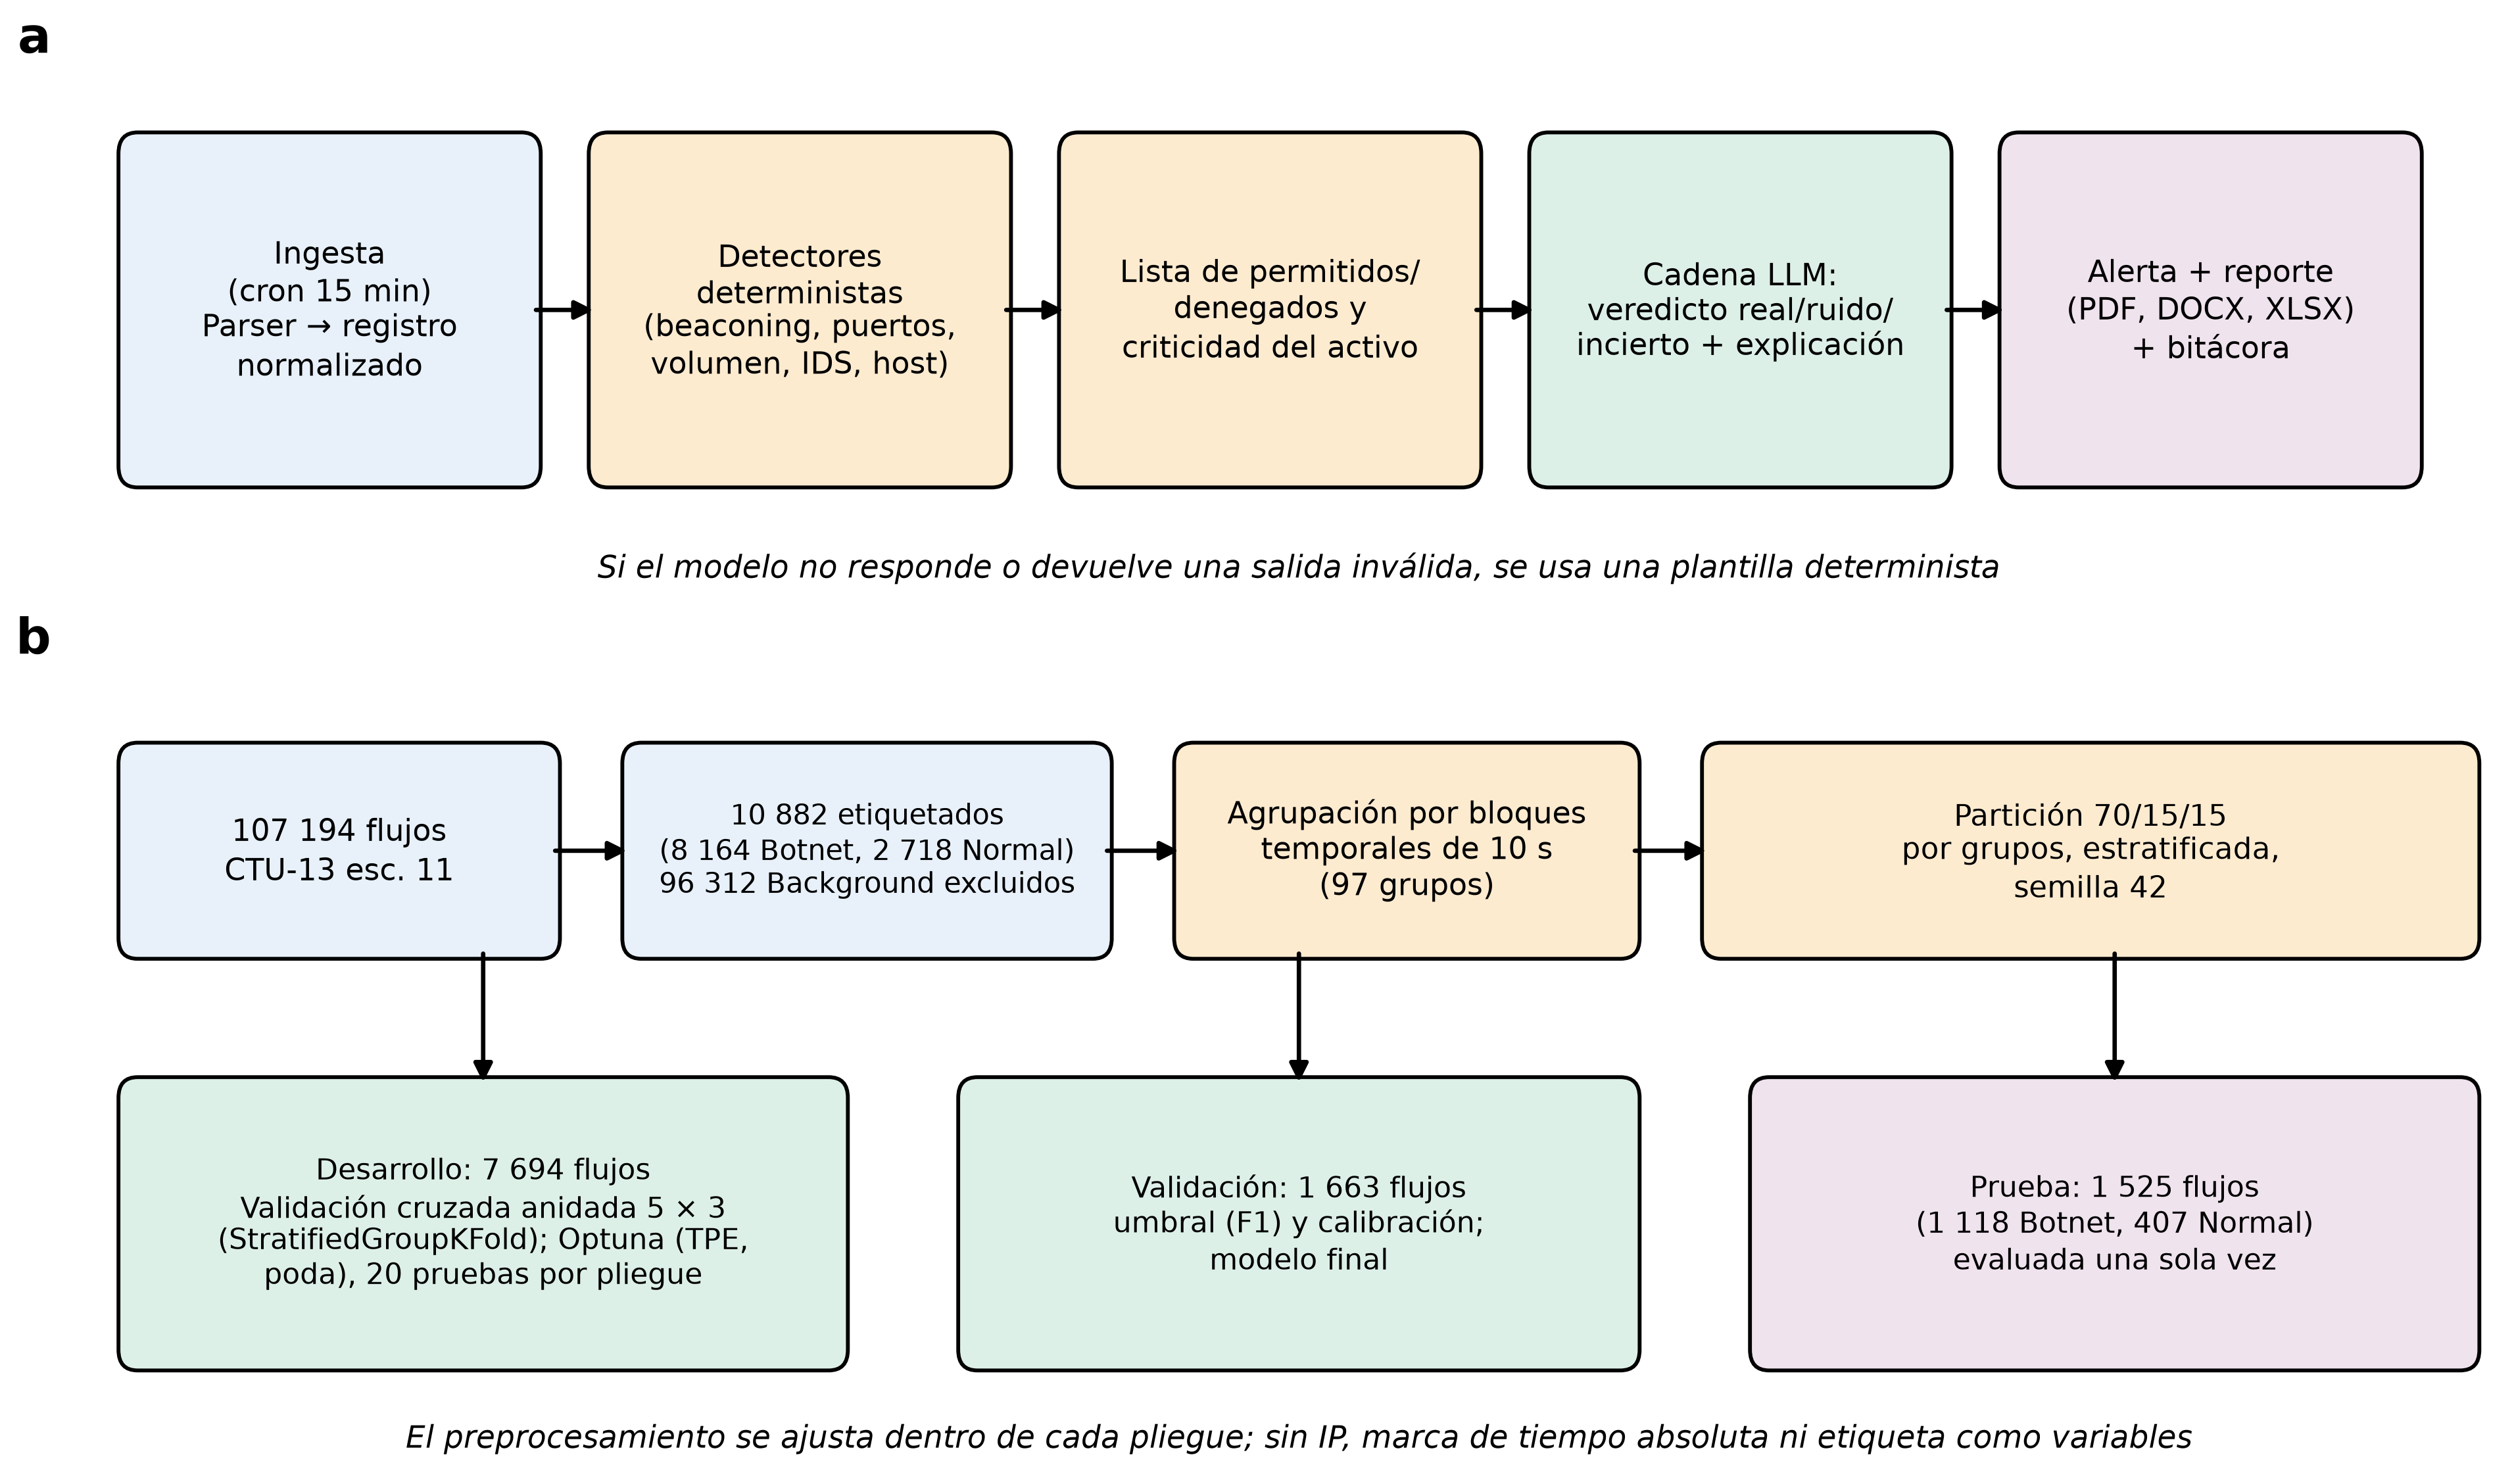 a
Ingesta
(cron 15 min)
Parser → registro
normalizado
Detectores
deterministas
(beaconing, puertos,
volumen, IDS, host)
Lista de permitidos/
denegados y
criticidad del activo
Cadena LLM:
veredicto real/ruido/
incierto + explicación
Alerta + reporte
(PDF, DOCX, XLSX)
+ bitácora
Si el modelo no responde o devuelve una salida inválida, se usa una plantilla determinista
b
107 194 flujos
CTU-13 esc. 11
10 882 etiquetados
(8 164 Botnet, 2 718 Normal)
96 312 Background excluidos
Agrupación por bloques
temporales de 10 s
(97 grupos)
Partición 70/15/15
por grupos, estratificada,
semilla 42
Desarrollo: 7 694 flujos
Validación cruzada anidada 5 × 3
(StratifiedGroupKFold); Optuna (TPE,
poda), 20 pruebas por pliegue
Validación: 1 663 flujos
umbral (F1) y calibración;
modelo final
Prueba: 1 525 flujos
(1 118 Botnet, 407 Normal)
evaluada una sola vez
El preprocesamiento se ajusta dentro de cada pliegue; sin IP, marca de tiempo absoluta ni etiqueta como variables